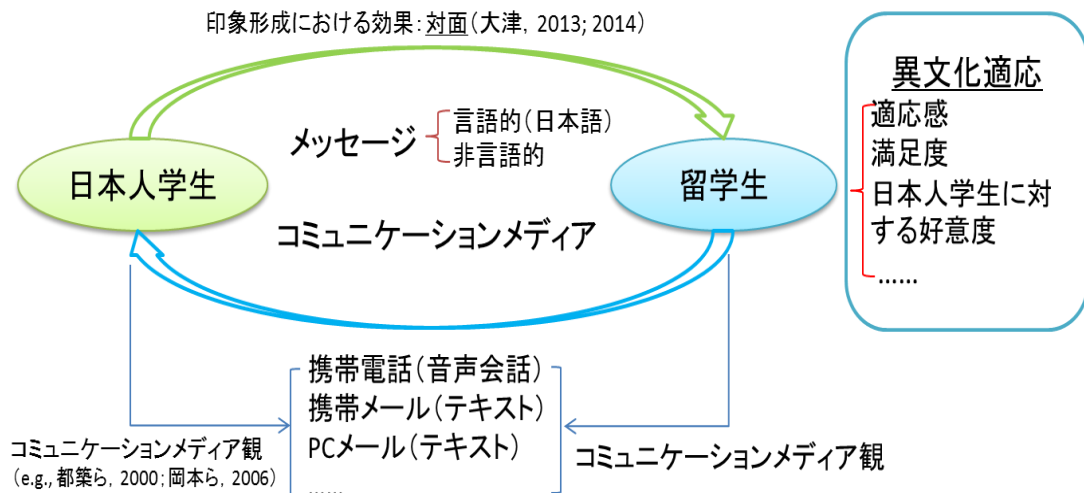 印象形成における効果：対面（大津，2013；2014）
異文化適応
適応感
満足度
日本人学生に対
する好意度
……
メッセージ
言語的（日本語）
非言語的
日本人学生
留学生
コミュニケーションメディア
携帯電話（音声会話）
携帯メール（テキスト）
PCメール（テキスト）
……
コミュニケーションメディア観
（e.g., 都築ら，2000；岡本ら，2006）
コミュニケーションメディア観